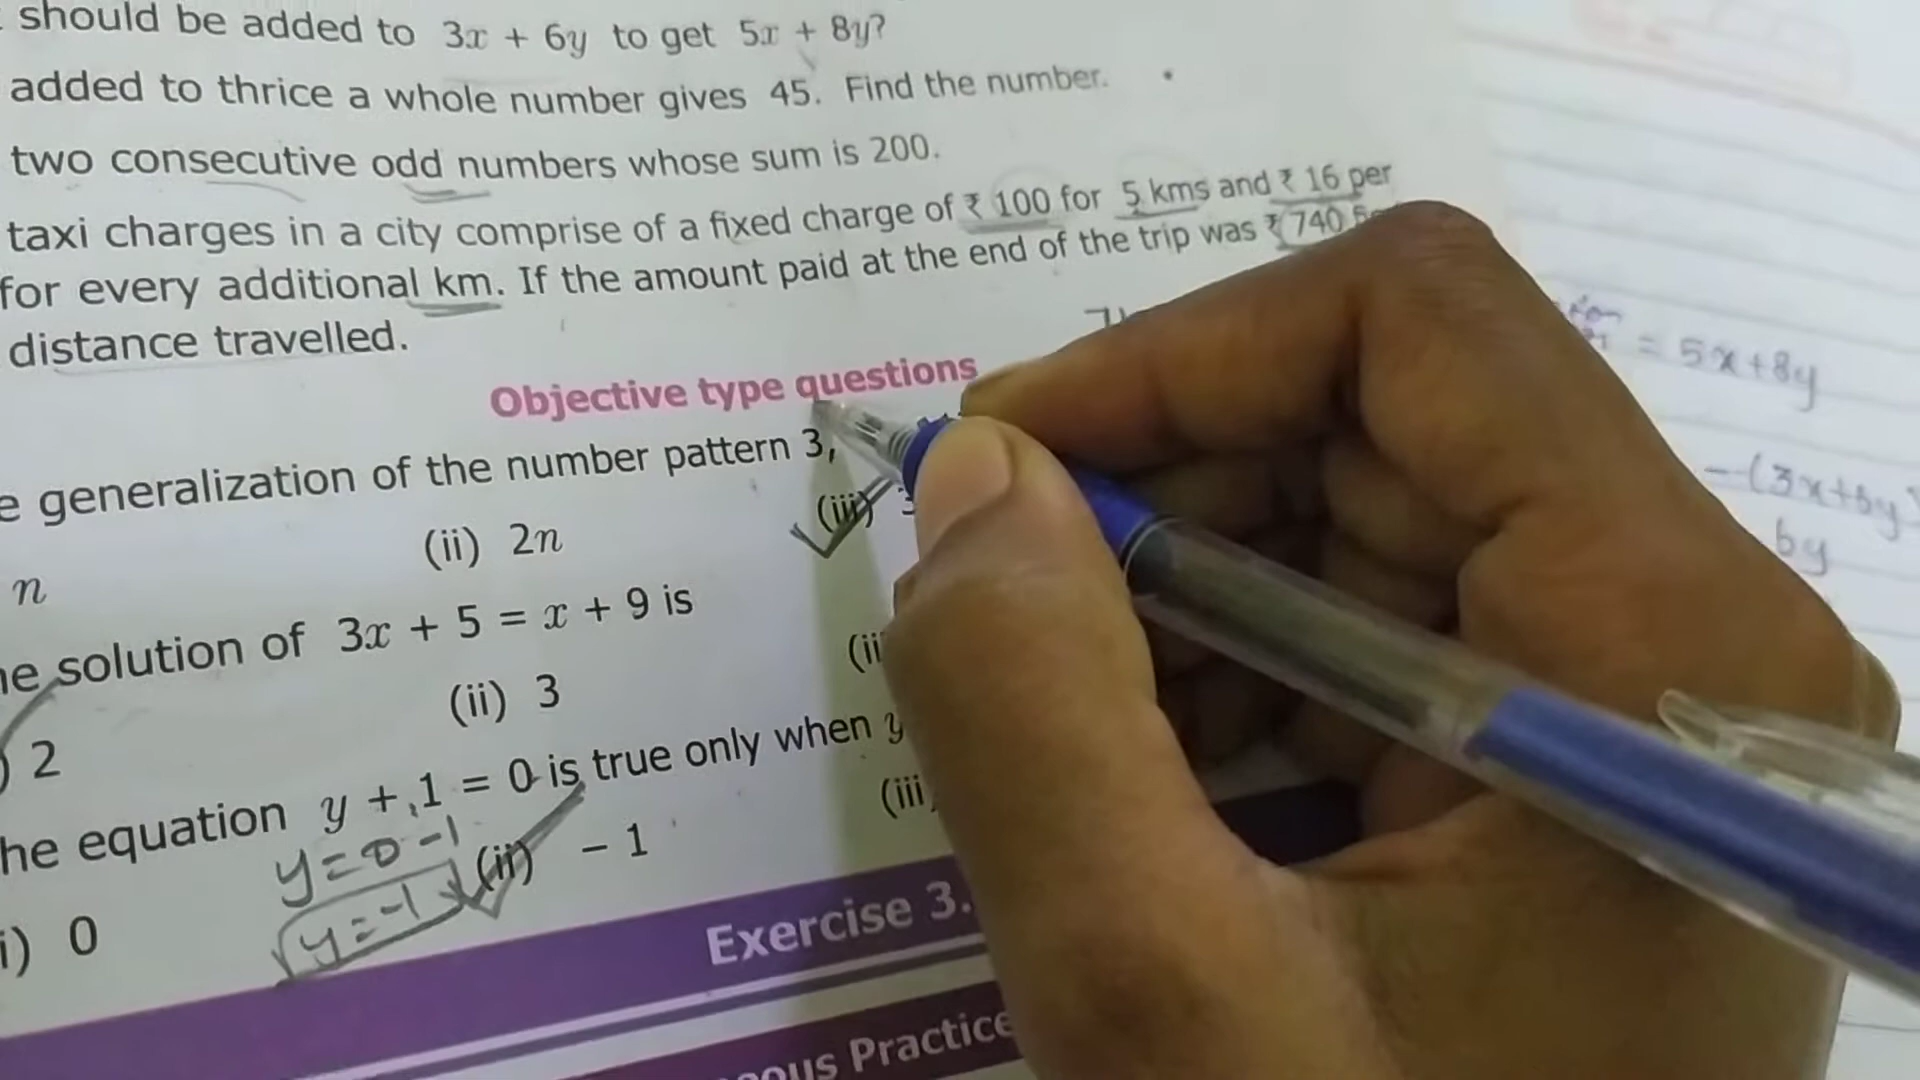 should be added to 3x + 6y to get 5x + 8y?
added to thrice a whole number gives 45. Find the number.
two consecutive odd numbers whose sum is 200.
taxi charges in a city comprise of a fixed charge of ₹ 100 for 5 kms and ₹ 16 per
for every additional km. If the amount paid at the end of the trip was ₹ 740
distance travelled.
Objective type questions
generalization of the number pattern 3,
n (ii) 2n (iii)
solution of 3x + 5 = x + 9 is
2 (ii) 3
equation y + 1 = 0 is true only when y
y = 0 - 1
i) 0 (ii) - 1
y = -1
Exercise 3.
Practice
= 5x + 8y
- (3x+6y)
6y